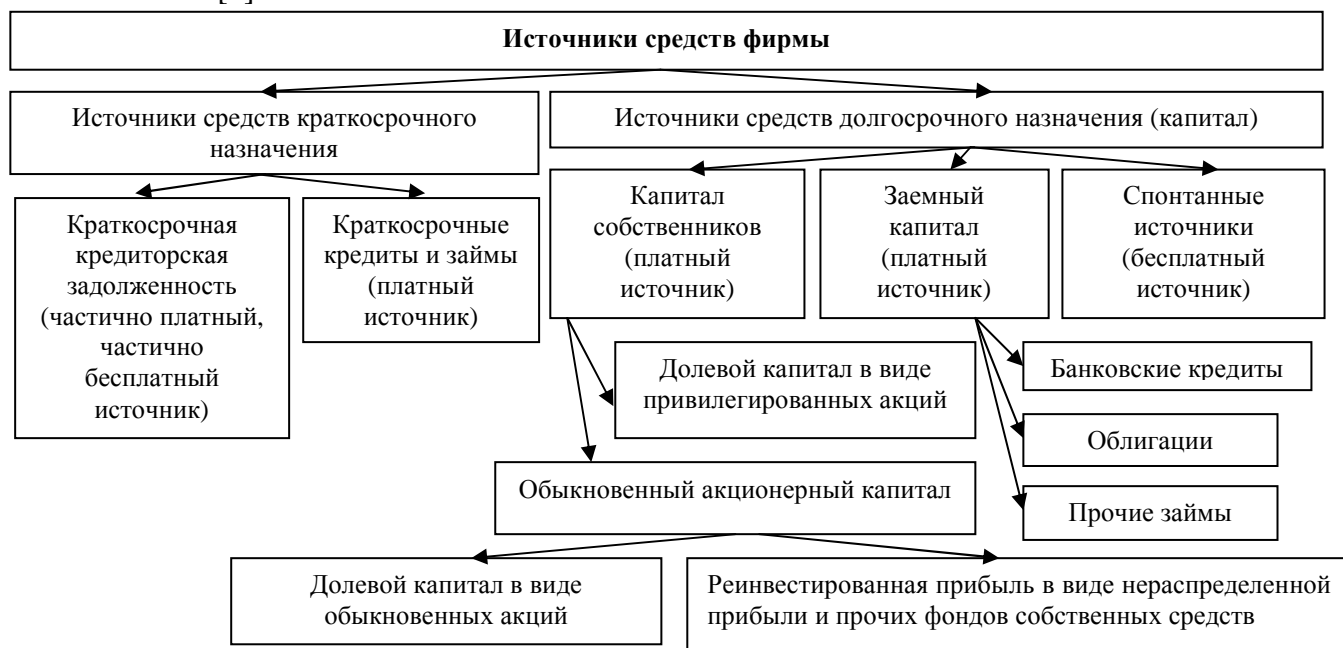 Источники средств фирмы
Источники средств краткосрочного
назначения
Источники средств долгосрочного назначения (капитал)
Краткосрочная
кредиторская
задолженность
(частично платный,
частично
бесплатный
источник)
Краткосрочные
кредиты и займы
(платный
источник)
Капитал
собственников
(платный
источник)
Заемный
капитал
(платный
источник)
Спонтанные
источники
(бесплатный
источник)
Долевой капитал в виде
привилегированных акций
Банковские кредиты
Облигации
Прочие займы
Обыкновенный акционерный капитал
Долевой капитал в виде
обыкновенных акций
Реинвестированная прибыль в виде нераспределенной
прибыли и прочих фондов собственных средств